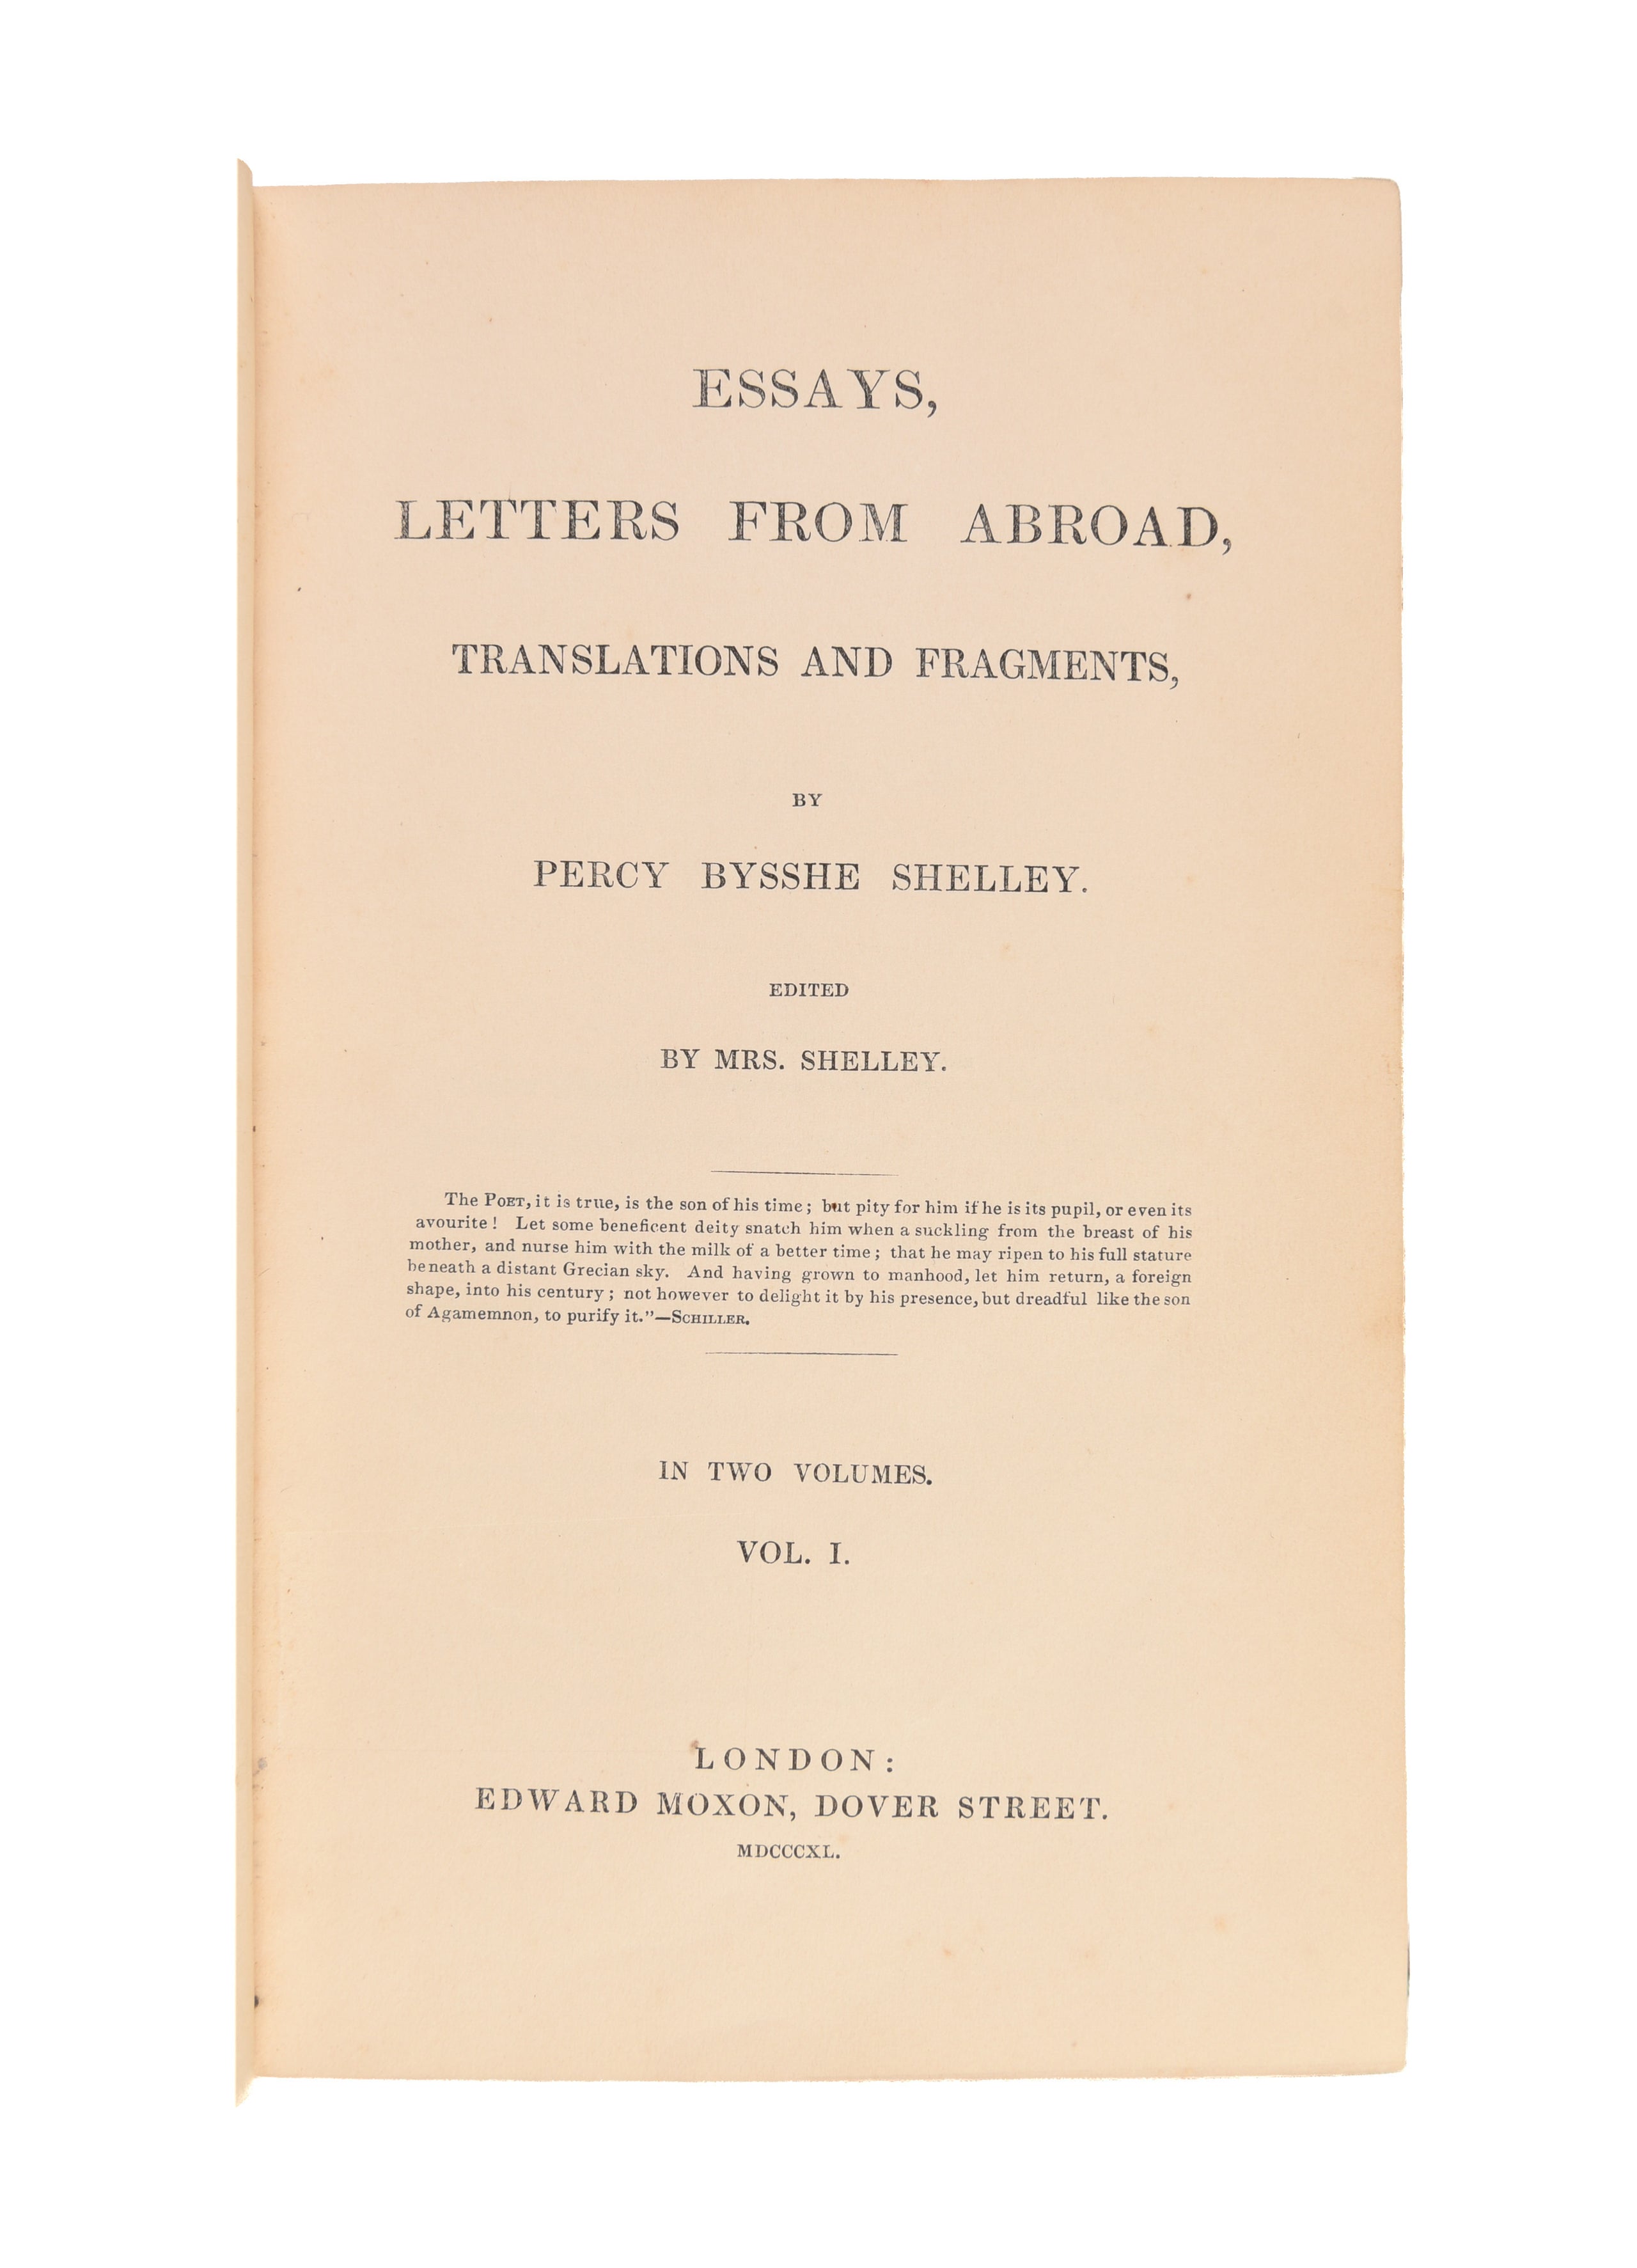 ESSAYS,
LETTERS FROM ABROAD,
TRANSLATIONS AND FRAGMENTS,
BY
PERCY BYSSHE SHELLEY.
EDITED
BY MRS. SHELLEY.
The POET, it is true, is the son of his time; but pity for him if he is its pupil, or even its
avourite! Let some beneficent deity snatch him when a suckling from the breast of his
mother, and nurse him with the milk of a better time; that he may ripen to his full stature
beneath a distant Grecian sky. And having grown to manhood, let him return, a foreign
shape, into his century; not however to delight it by his presence, but dreadful like the son
of Agamemnon, to purify it."—SCHILLER.
IN TWO VOLUMES.
VOL. I.
LONDON:
EDWARD MOXON, DOVER STREET.
MDCCCXL.